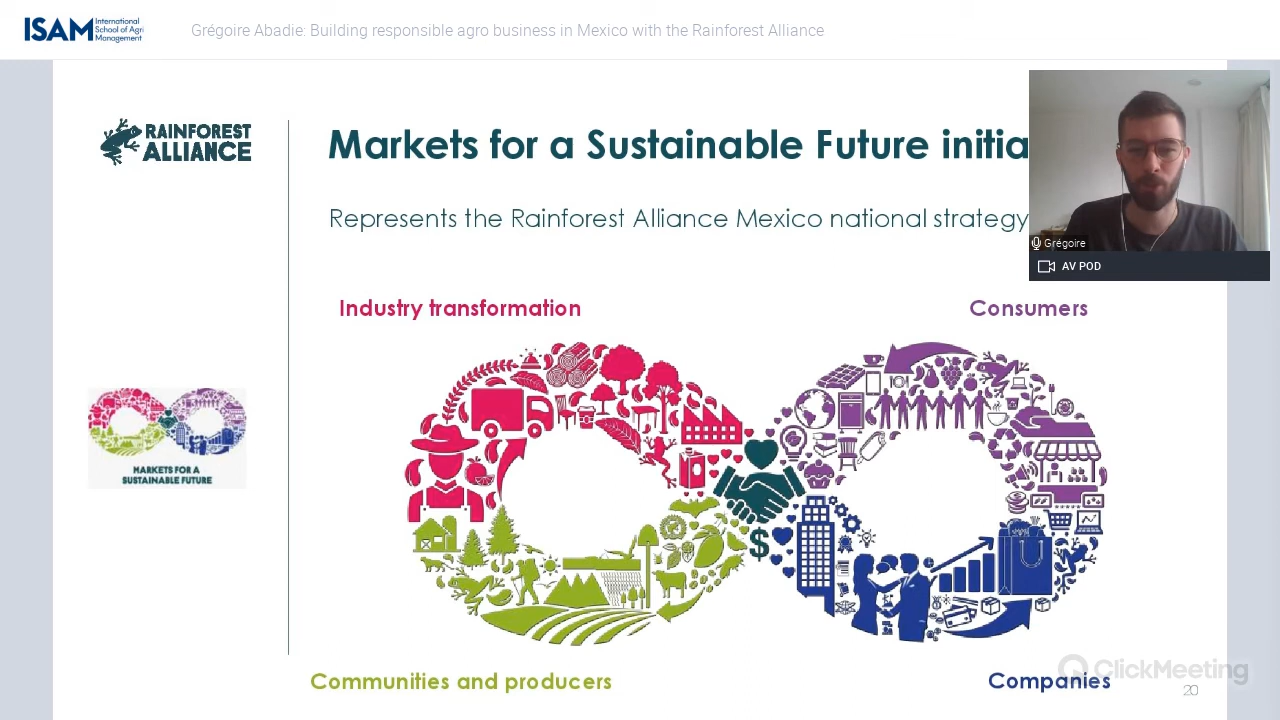 ISAM International
School of Agri
Management
Grégoire Abadie: Building responsible agro business in Mexico with the Rainforest Alliance
RAINFOREST
ALLIANCE
Markets for a Sustainable Future initia
Represents the Rainforest Alliance Mexico national strategy
Grégoire
AV POD
Industry transformation
Consumers
$
MARKETS FOR A
SUSTAINABLE FUTURE
Communities and producers
Companies
ClickMeeting
20